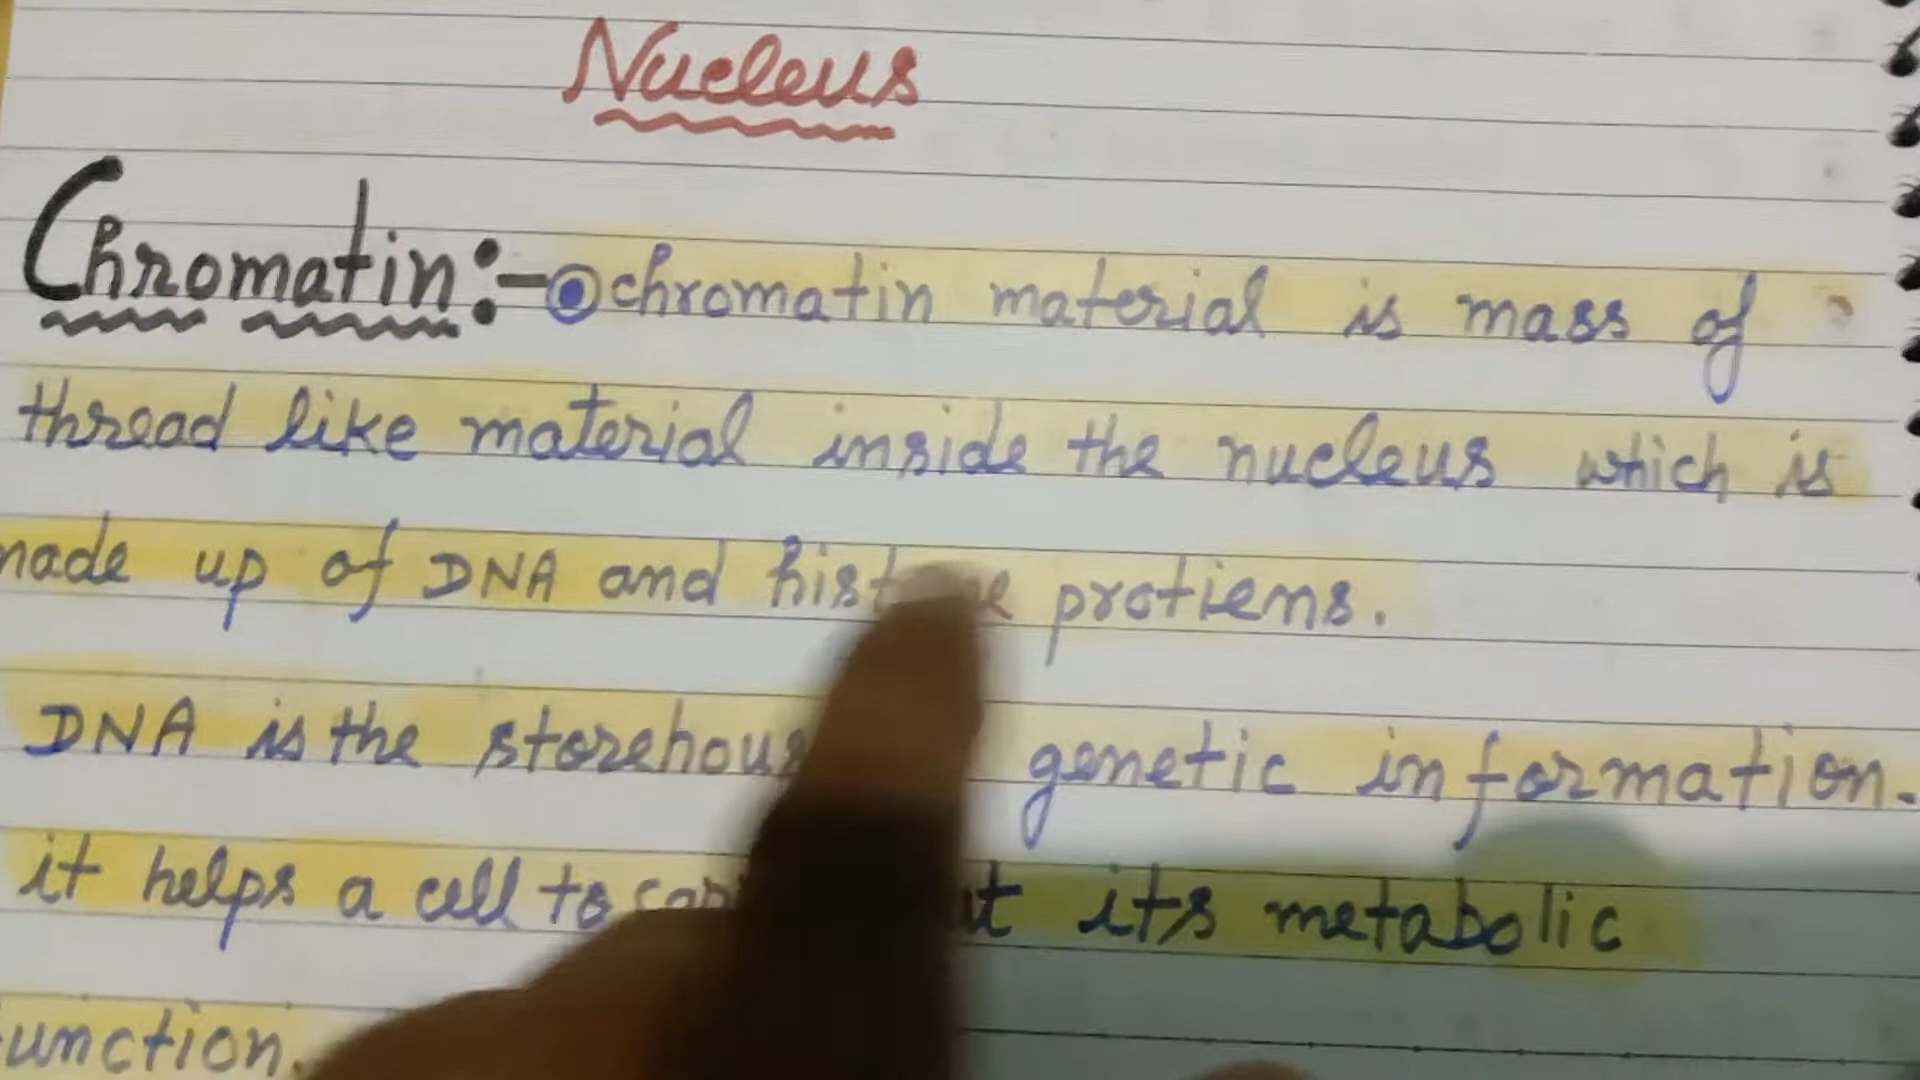 Nucleus
Chromatin:- chromatin material is mass of
thread like material inside the nucleus which is
made up of DNA and protiens.
DNA is the genetic information.
it helps a cell to its metabolic
function.